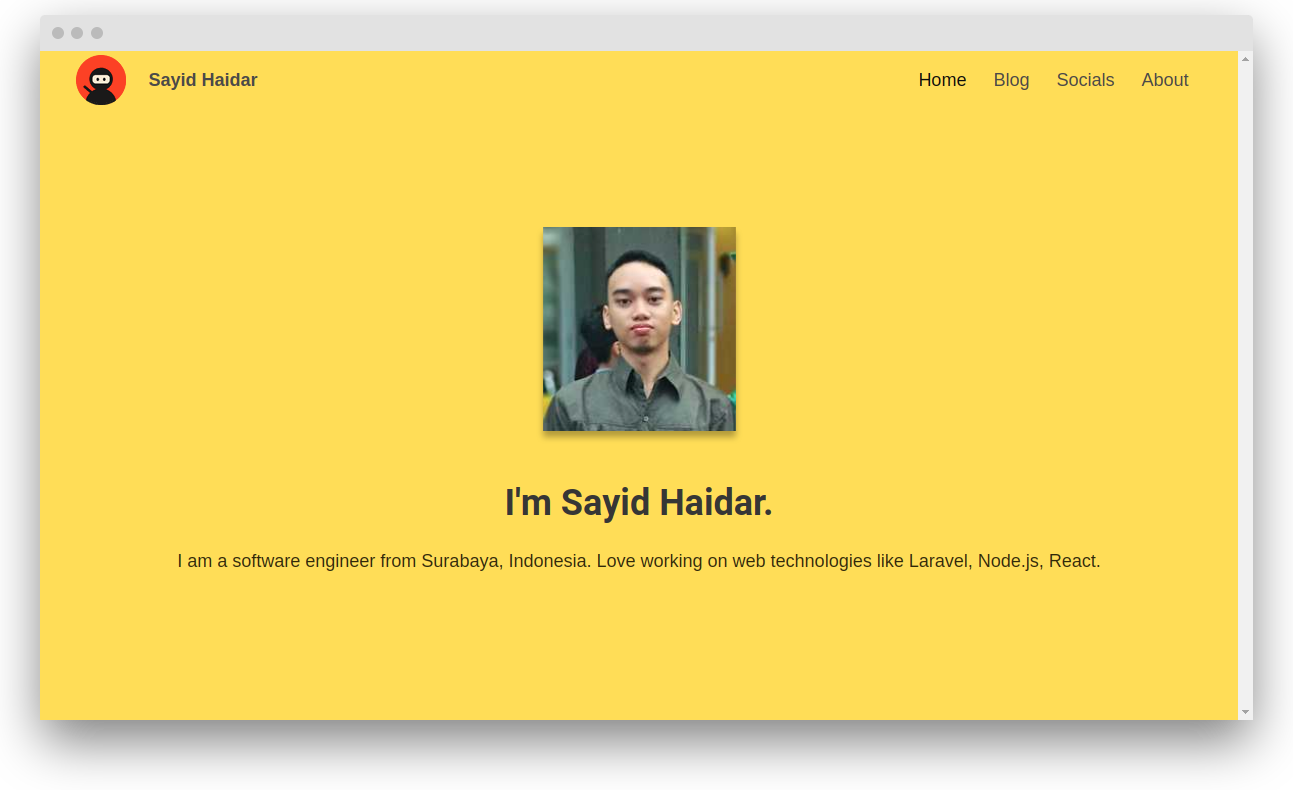 Sayid Haidar
Home Blog Socials About
I'm Sayid Haidar.
I am a software engineer from Surabaya, Indonesia. Love working on web technologies like Laravel, Node.js, React.